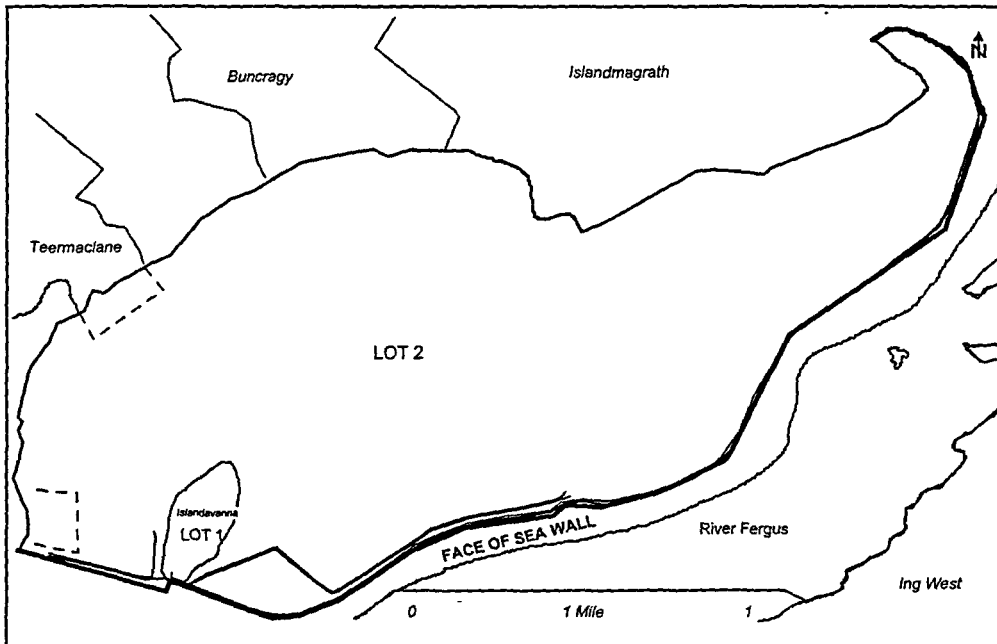 N
Buncragy
Islandmagrath
Teermaclane
LOT 2
Islandavanna
LOT 1
FACE OF SEA WALL
River Fergus
Ing West
0 1 Mile 1